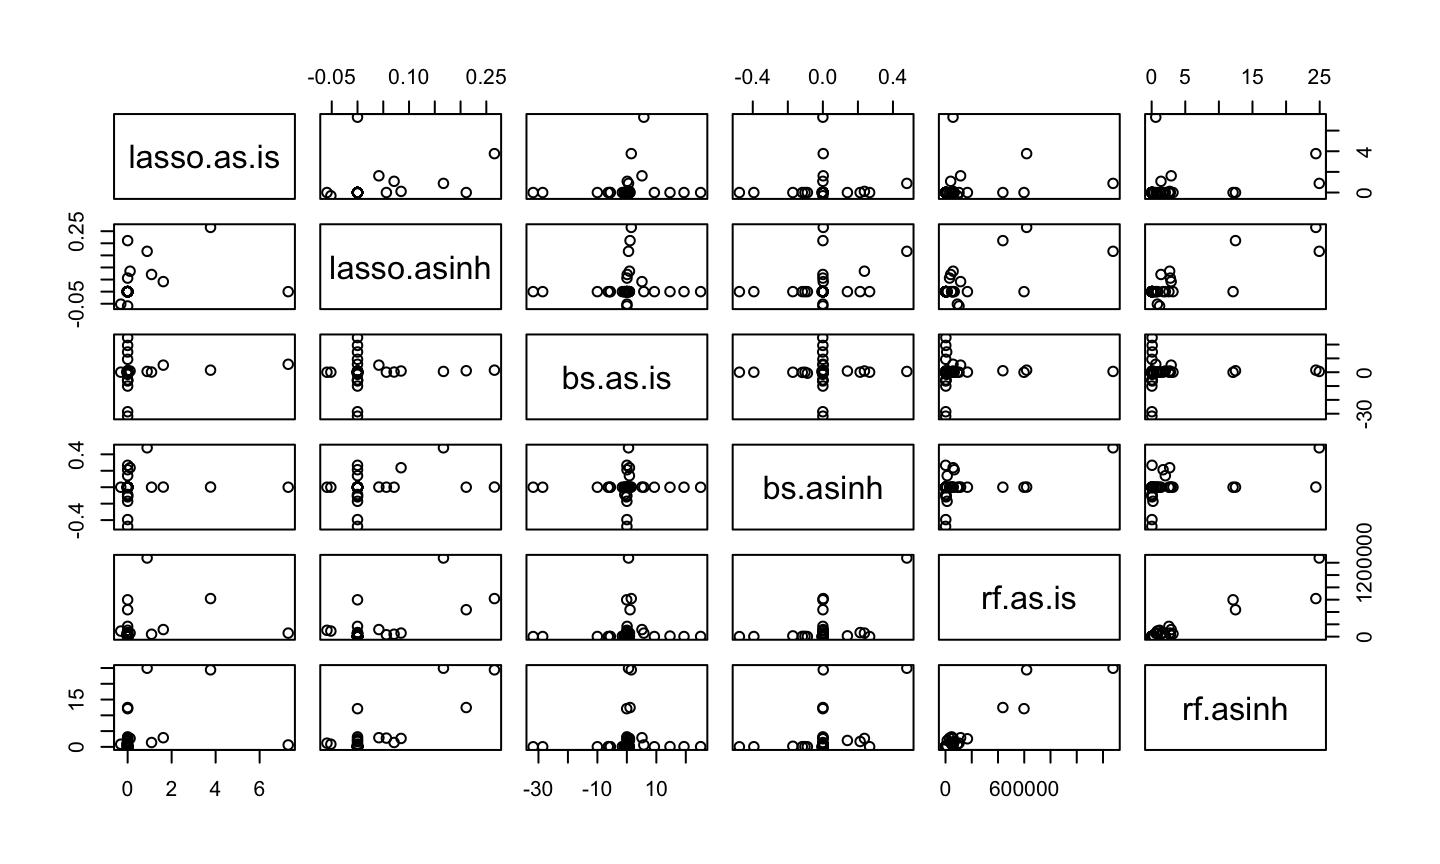 -0.05 0.10 0.25 -0.4 0.0 0.4 0 5 15 25
lasso.as.is 0 4
-0.05 0.25 lasso.asinh
bs.as.is -30 0
-0.4 0.4 bs.asinh
rf.as.is 0 1200000
0 15 rf.asinh
0 2 4 6 -30 -10 10 0 600000